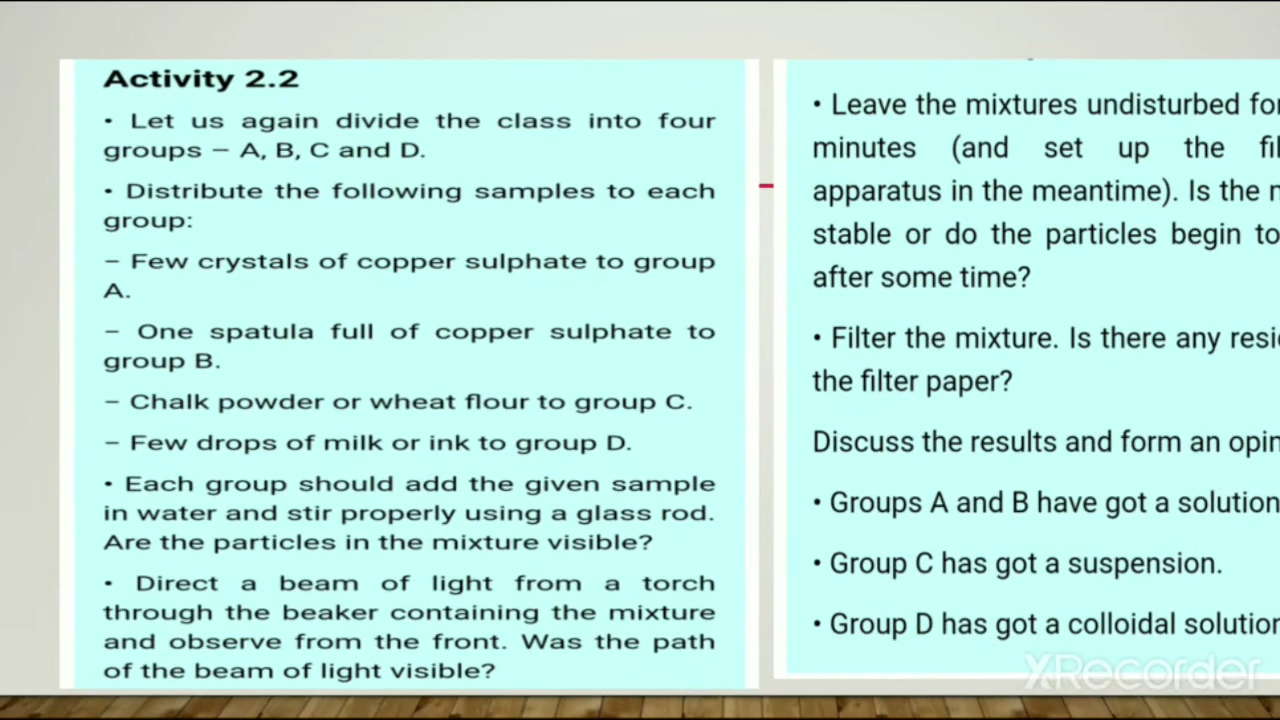 Activity 2.2
• Let us again divide the class into four
groups – A, B, C and D.
• Distribute the following samples to each
group:
– Few crystals of copper sulphate to group
A.
– One spatula full of copper sulphate to
group B.
– Chalk powder or wheat flour to group C.
– Few drops of milk or ink to group D.
• Each group should add the given sample
in water and stir properly using a glass rod.
Are the particles in the mixture visible?
• Direct a beam of light from a torch
through the beaker containing the mixture
and observe from the front. Was the path
of the beam of light visible?
• Leave the mixtures undisturbed for
minutes (and set up the
apparatus in the meantime). Is the
stable or do the particles begin to
after some time?
• Filter the mixture. Is there any
the filter paper?
Discuss the results and form an
• Groups A and B have got a solution
• Group C has got a suspension.
• Group D has got a colloidal solution
XRecorder